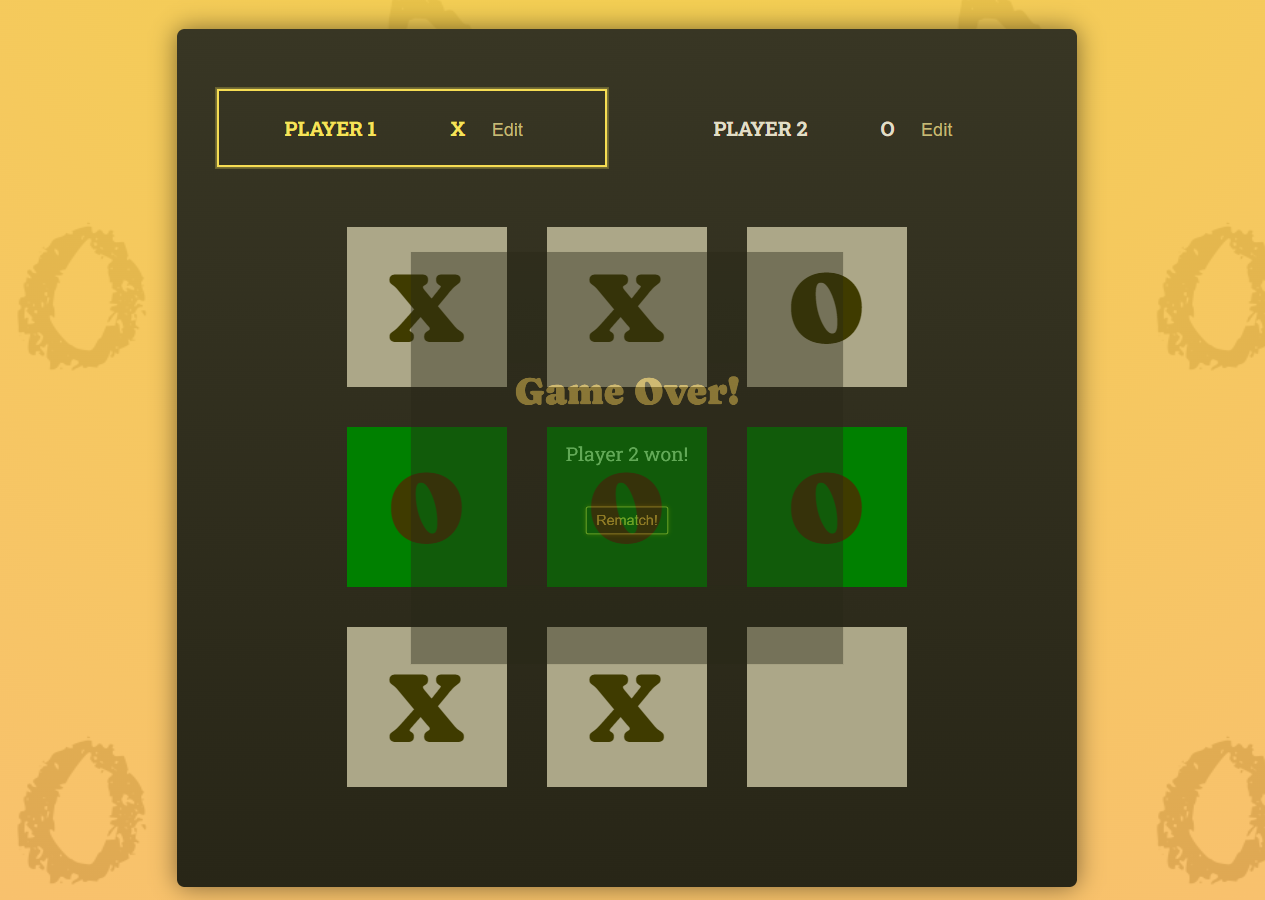 PLAYER 1 X Edit PLAYER 2 O Edit
X X O
Game Over!
Player 2 won!
O O O
Rematch!
X X